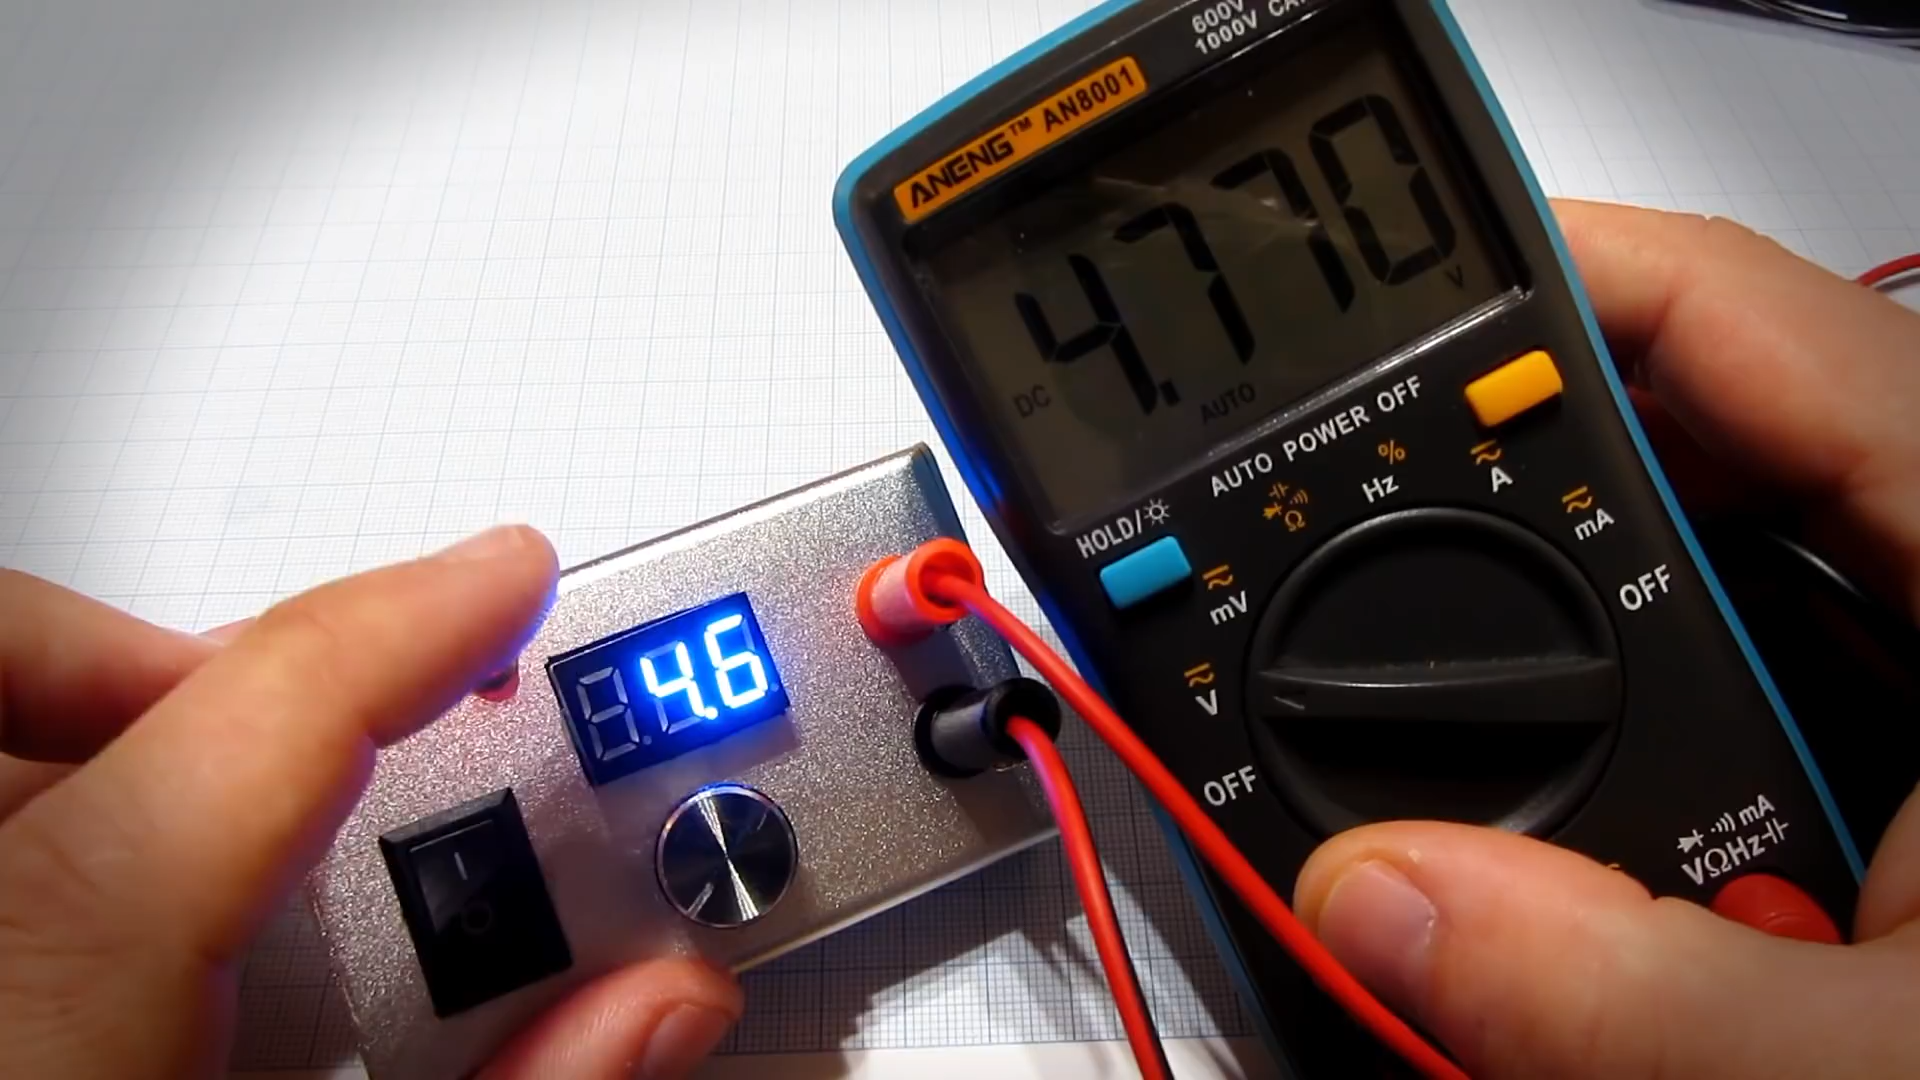 600V
1000V CAT
ANENG™ AN8001
4.770
V
DC
AUTO
AUTO POWER OFF
%
Hz
A
mA
HOLD/
Ω
mV
V
OFF
OFF
mA
VΩHz
4.6